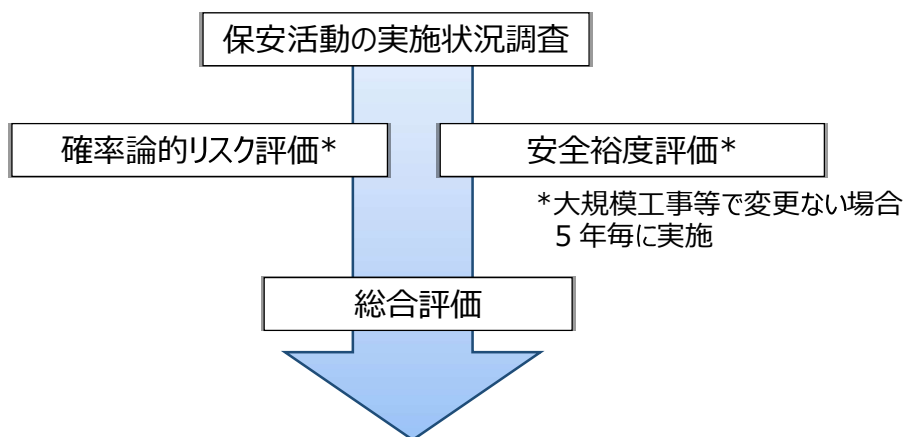 保安活動の実施状況調査
確率論的リスク評価*
安全裕度評価*
*大規模工事等で変更ない場合
5年毎に実施
総合評価